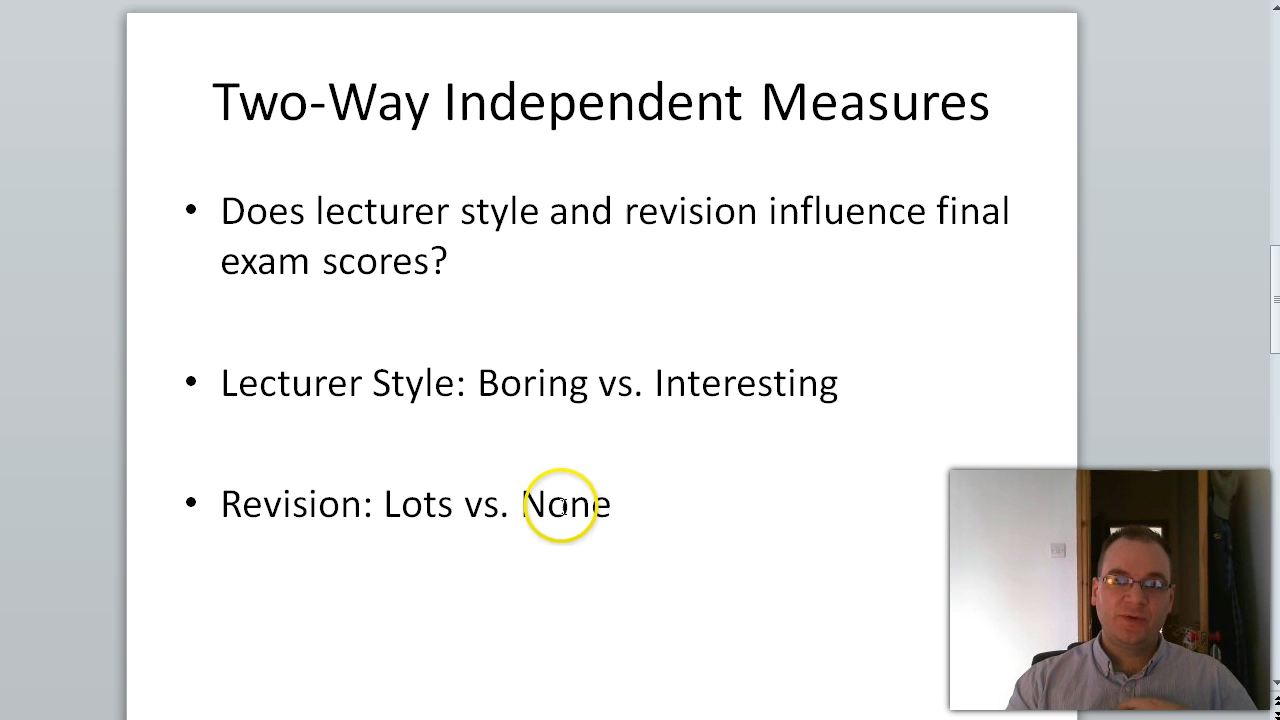 Two-Way Independent Measures
• Does lecturer style and revision influence final
exam scores?
• Lecturer Style: Boring vs. Interesting
• Revision: Lots vs. None